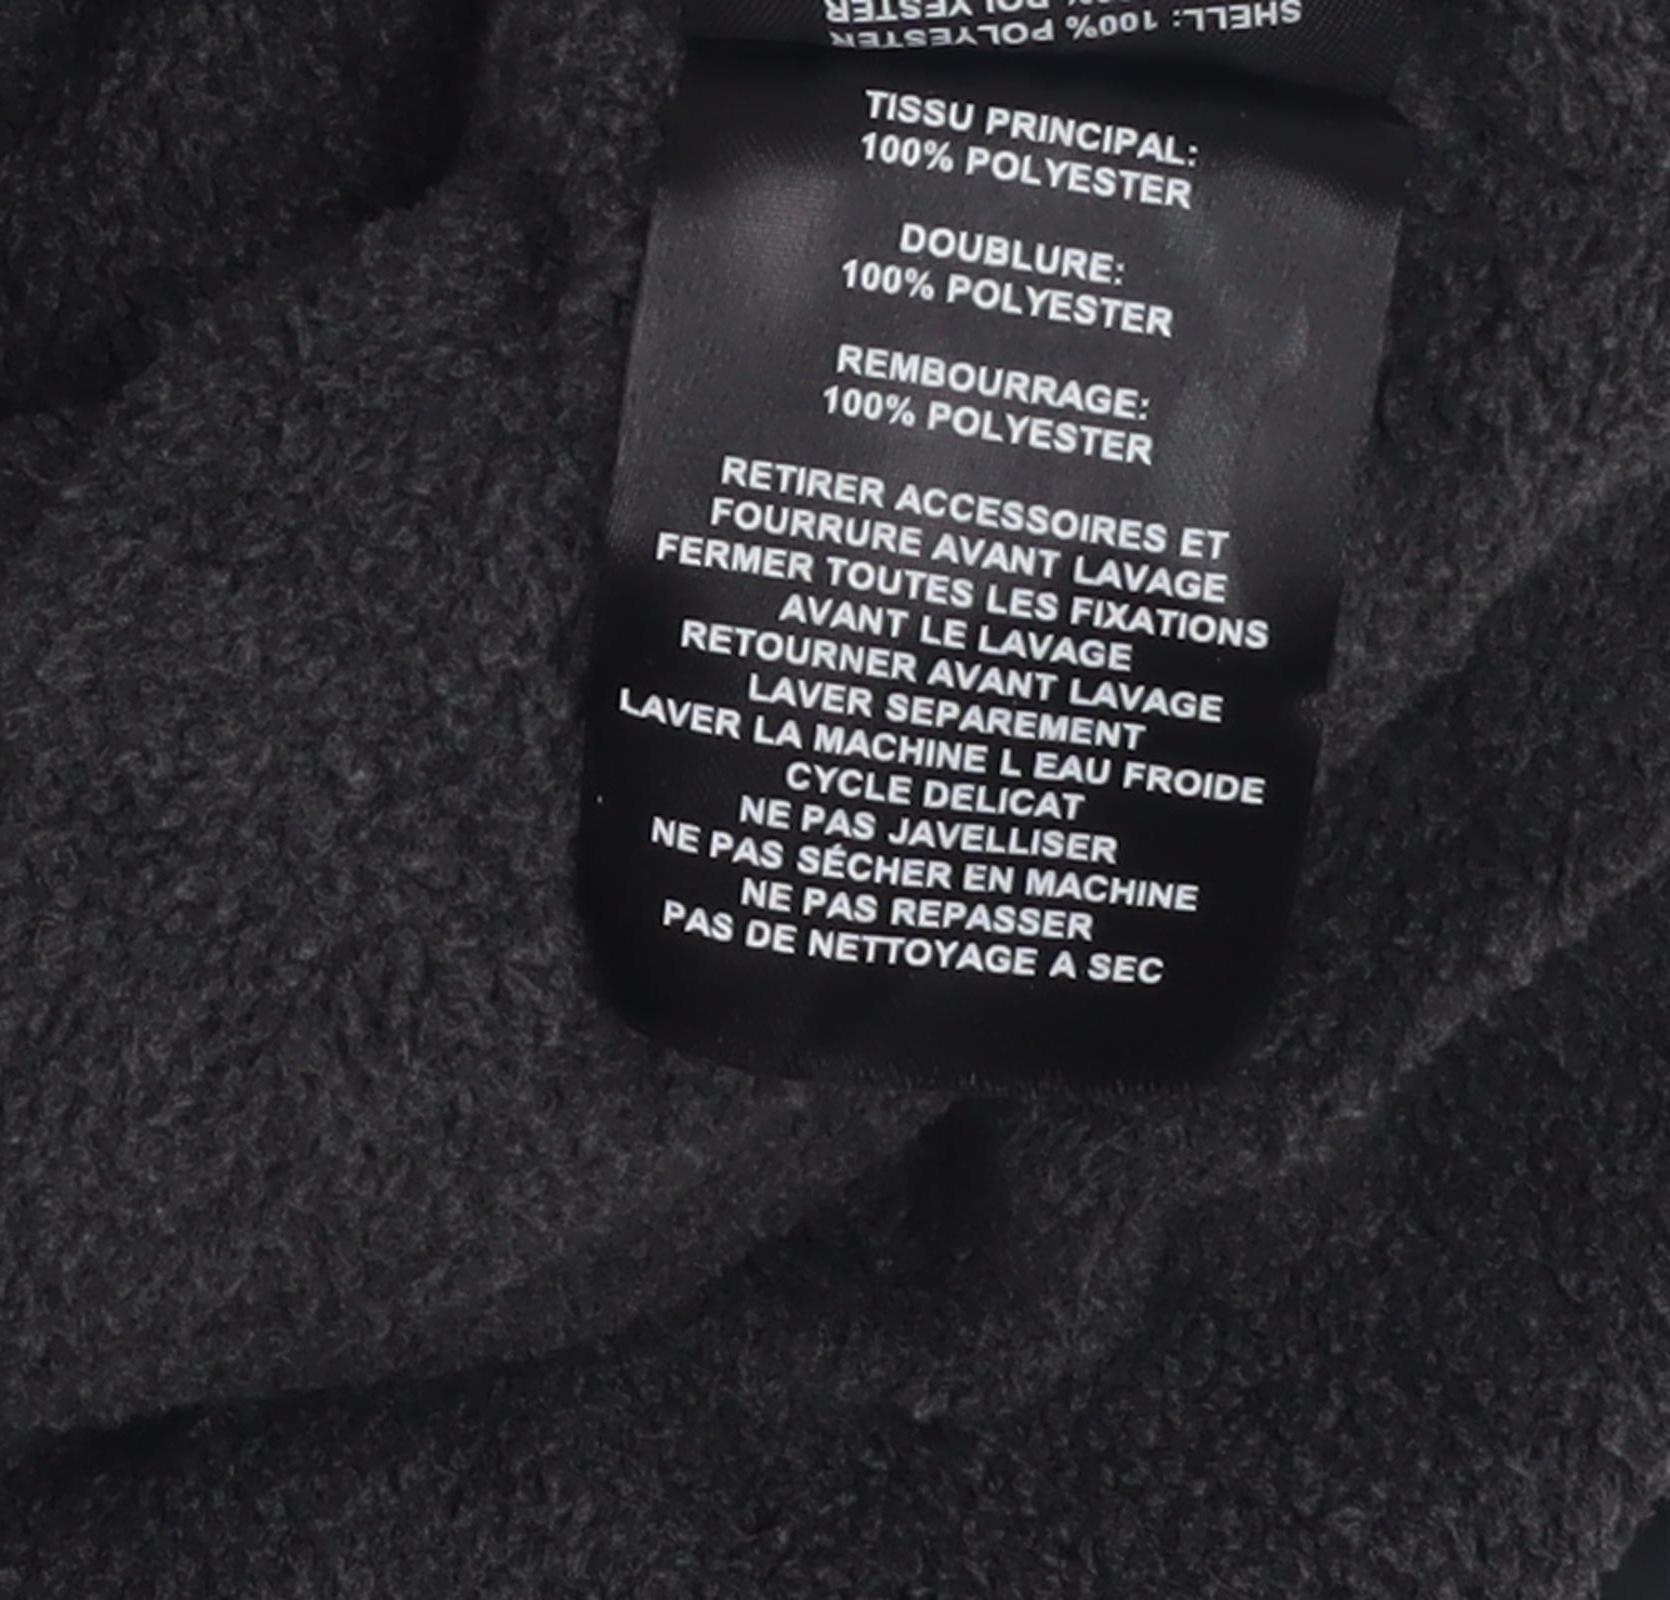 POLYESTER
SHELL: 100% POLYESTER
TISSU PRINCIPAL:
100% POLYESTER
DOUBLURE:
100% POLYESTER
REMBOURRAGE:
100% POLYESTER
RETIRER ACCESSOIRES ET
FOURRURE AVANT LAVAGE
FERMER TOUTES LES FIXATIONS
AVANT LE LAVAGE
RETOURNER AVANT LAVAGE
LAVER SEPAREMENT
LAVER LA MACHINE L EAU FROIDE
CYCLE DELICAT
NE PAS JAVELLISER
NE PAS SÉCHER EN MACHINE
NE PAS REPASSER
PAS DE NETTOYAGE A SEC